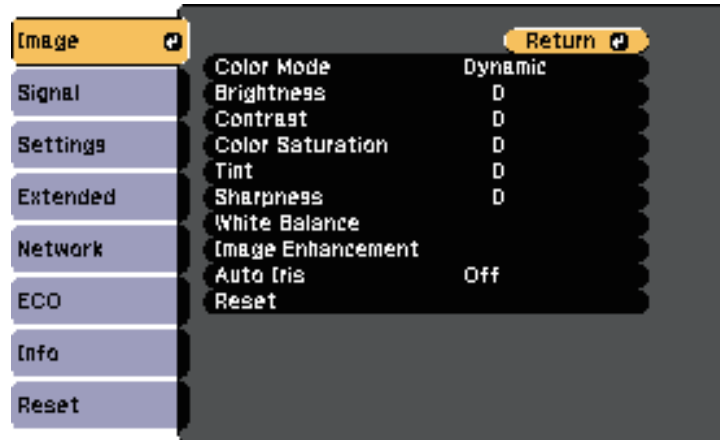 Image
Signal
Settings
Extended
Network
ECO
Info
Reset
Return
Color Mode Dynamic
Brightness 0
Contrast 0
Color Saturation 0
Tint 0
Sharpness 0
White Balance
Image Enhancement
Auto Iris Off
Reset